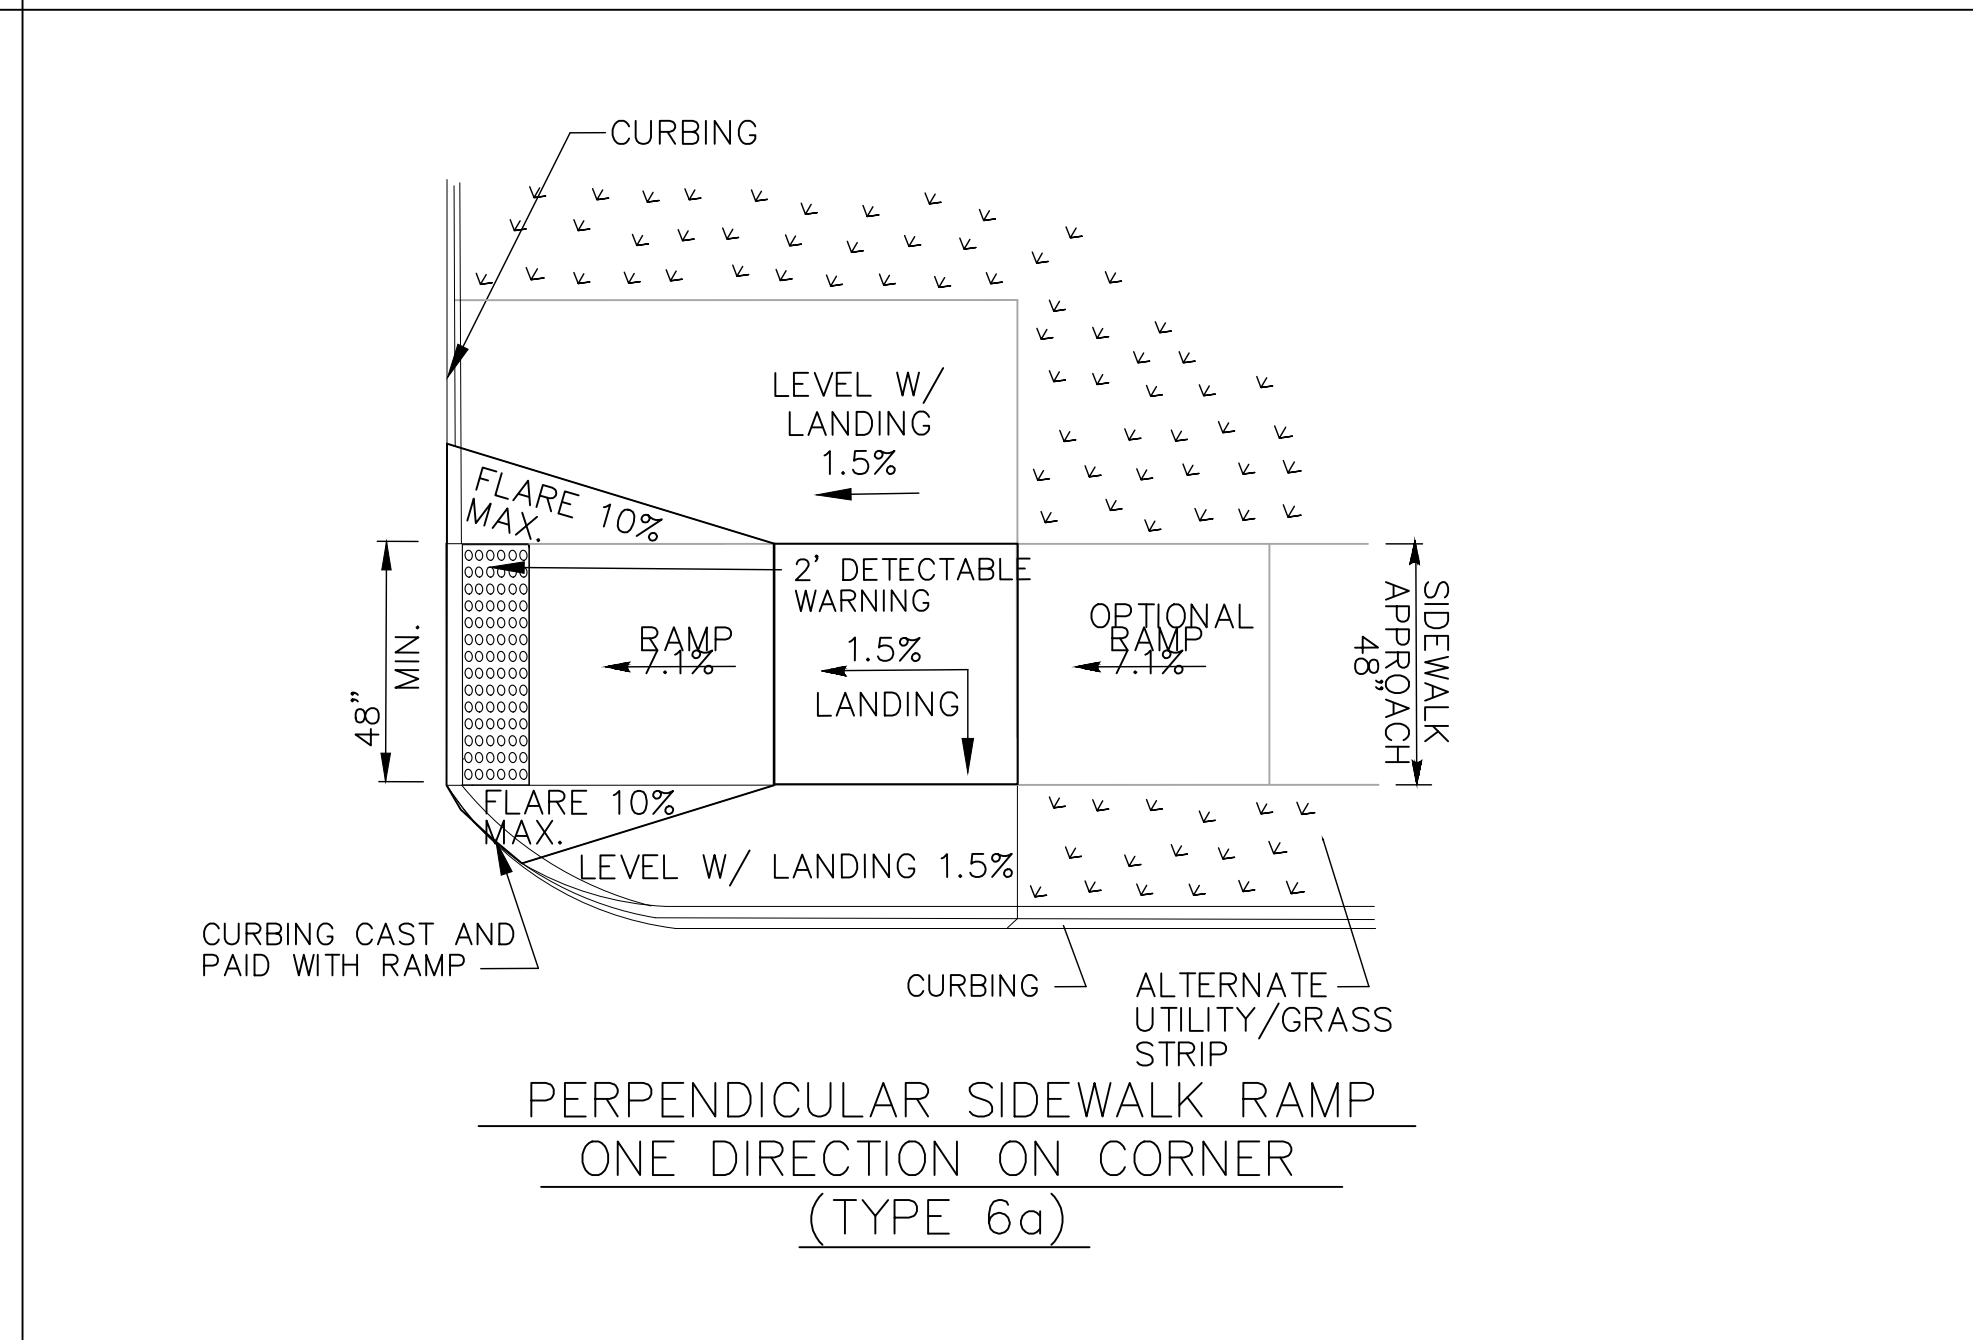 CURBING
LEVEL W/
LANDING
1.5%
FLARE 10%
MAX.
2' DETECTABLE
WARNING
RAMP
7.1%
1.5%
LANDING
OPTIONAL
RAMP
7.1%
48"
MIN.
SIDEWALK
APPROACH
48"
FLARE 10%
MAX.
LEVEL W/ LANDING 1.5%
CURBING CAST AND
PAID WITH RAMP
CURBING
ALTERNATE
UTILITY/GRASS
STRIP
PERPENDICULAR SIDEWALK RAMP
ONE DIRECTION ON CORNER
(TYPE 6a)